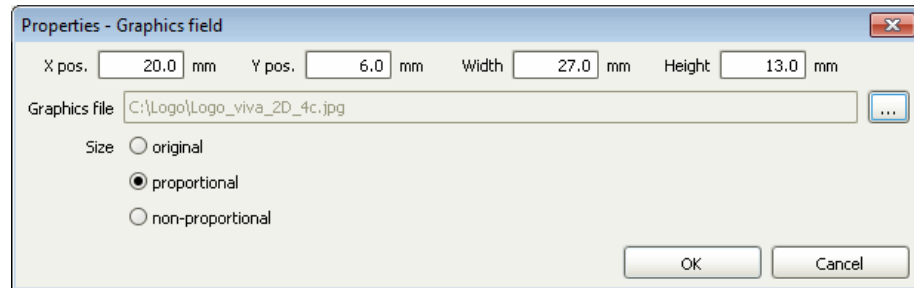 Properties - Graphics field
X pos. 20.0 mm Y pos. 6.0 mm Width 27.0 mm Height 13.0 mm
Graphics file C:\Logo\Logo_viva_2D_4c.jpg ...
Size original
proportional
non-proportional
OK Cancel